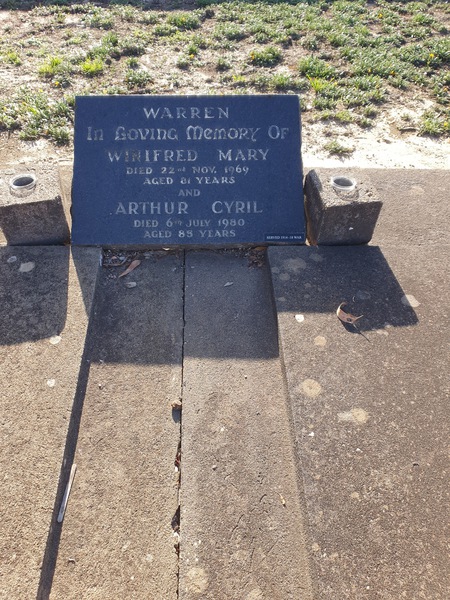 WARREN
In Loving Memory Of
WINIFRED MARY
DIED 22ND NOV. 1969
AGED 81 YEARS
AND
ARTHUR CYRIL
DIED 6TH JULY 1980
AGED 85 YEARS